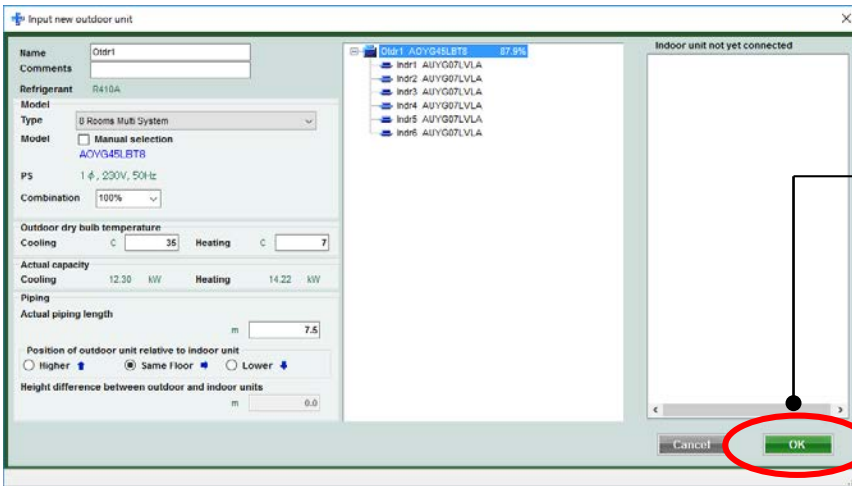 Input new outdoor unit
Name Otdr1
Comments
Refrigerant R410A
Model
Type 8 Rooms Multi System
Model Manual selection
AOYG45LBT8
PS 1 ϕ, 230V, 50Hz
Combination 100%
Outdoor dry bulb temperature
Cooling C 35 Heating C 7
Actual capacity
Cooling 12.30 kW Heating 14.22 kW
Piping
Actual piping length
m 7.5
Position of outdoor unit relative to indoor unit
Higher Same Floor Lower
Height difference between outdoor and indoor units
m 0.0
Otdr1 AOYG45LBT8 87.9%
Indr1 AUYG07LVLA
Indr2 AUYG07LVLA
Indr3 AUYG07LVLA
Indr4 AUYG07LVLA
Indr5 AUYG07LVLA
Indr6 AUYG07LVLA
Indoor unit not yet connected
Cancel OK